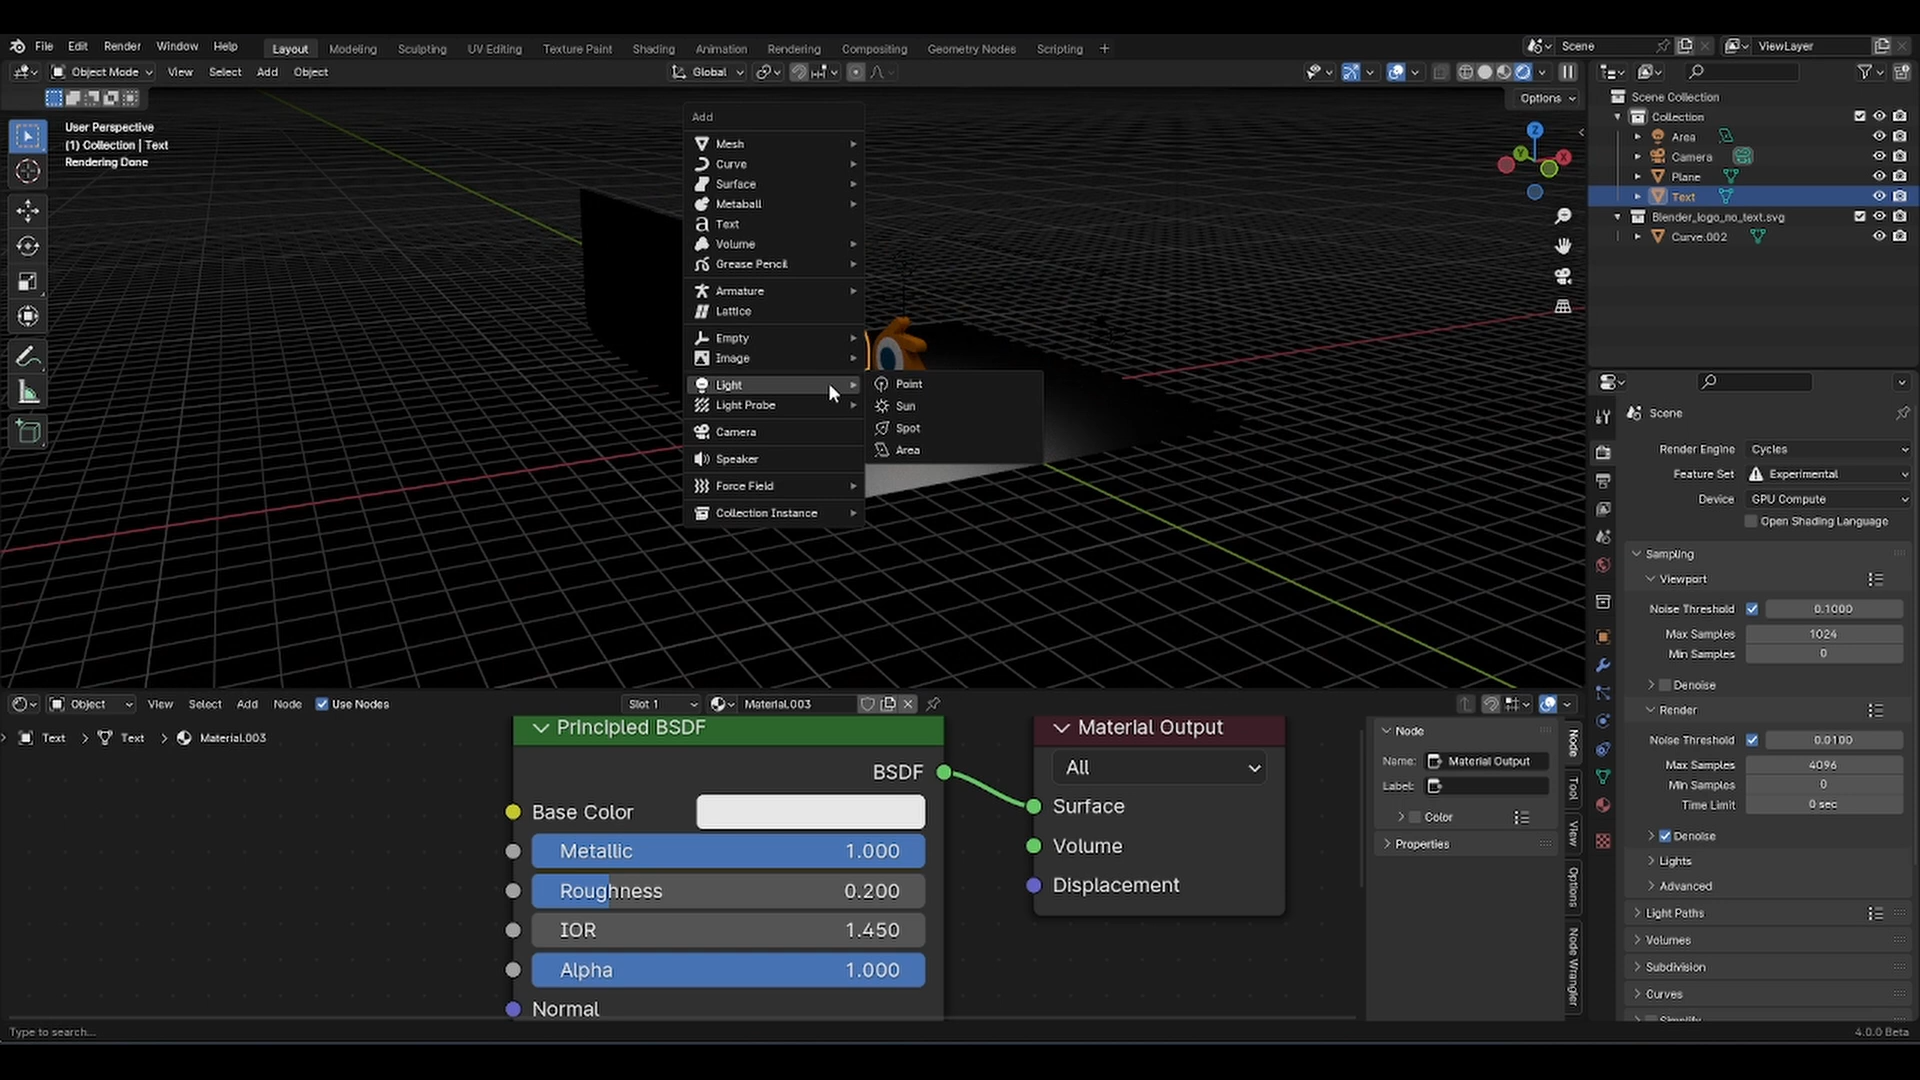 File Edit Render Window Help Layout Modeling Sculpting UV Editing Texture Paint Shading Animation Rendering Compositing Geometry Nodes Scripting + Scene ViewLayer
Object Mode View Select Add Object Global
Options
User Perspective
(1) Collection | Text
Rendering Done
Add
Mesh
Curve
Surface
Metaball
Text
Volume
Grease Pencil
Armature
Lattice
Empty
Image
Light
Light Probe
Camera
Speaker
Force Field
Collection Instance
Point
Sun
Spot
Area
Z
Y
X
Scene Collection
Collection
Area
Camera
Plane
Text
Blender_logo_no_text.svg
Curve.002
Scene
Render Engine Cycles
Feature Set Experimental
Device GPU Compute
Open Shading Language
Sampling
Viewport
Noise Threshold 0.1000
Max Samples 1024
Min Samples 0
Denoise
Render
Noise Threshold 0.0100
Max Samples 4096
Min Samples 0
Time Limit 0 sec
Denoise
Lights
Advanced
Light Paths
Volumes
Subdivision
Curves
Object View Select Add Node Use Nodes Slot 1 Material.003
Text > Text > Material.003
Principled BSDF
BSDF
Base Color
Metallic 1.000
Roughness 0.200
IOR 1.450
Alpha 1.000
Normal
Material Output
All
Surface
Volume
Displacement
Node
Name: Material Output
Label:
Color
Properties
Node
Tool
View
Options
Node Wrangler
Type to search...
4.0.0 Beta